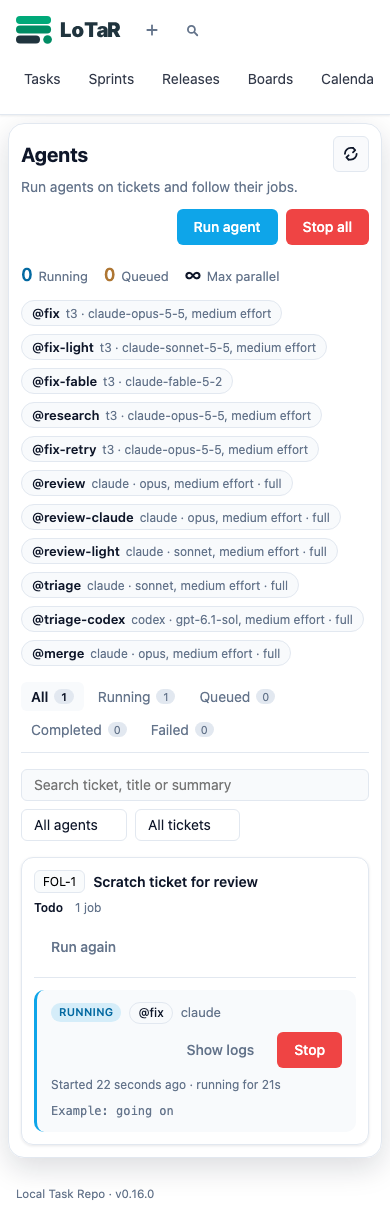 LoTaR
Tasks Sprints Releases Boards Calenda
Agents
Run agents on tickets and follow their jobs.
Run agent Stop all
0 Running 0 Queued ∞ Max parallel
@fix t3 · claude-opus-5-5, medium effort
@fix-light t3 · claude-sonnet-5-5, medium effort
@fix-fable t3 · claude-fable-5-2
@research t3 · claude-opus-5-5, medium effort
@fix-retry t3 · claude-opus-5-5, medium effort
@review claude · opus, medium effort · full
@review-claude claude · opus, medium effort · full
@review-light claude · sonnet, medium effort · full
@triage claude · sonnet, medium effort · full
@triage-codex codex · gpt-6.1-sol, medium effort · full
@merge claude · opus, medium effort · full
All 1 Running 1 Queued 0
Completed 0 Failed 0
Search ticket, title or summary
All agents All tickets
FOL-1 Scratch ticket for review
Todo 1 job
Run again
RUNNING @fix claude
Show logs Stop
Started 22 seconds ago · running for 21s
Example: going on
Local Task Repo · v0.16.0